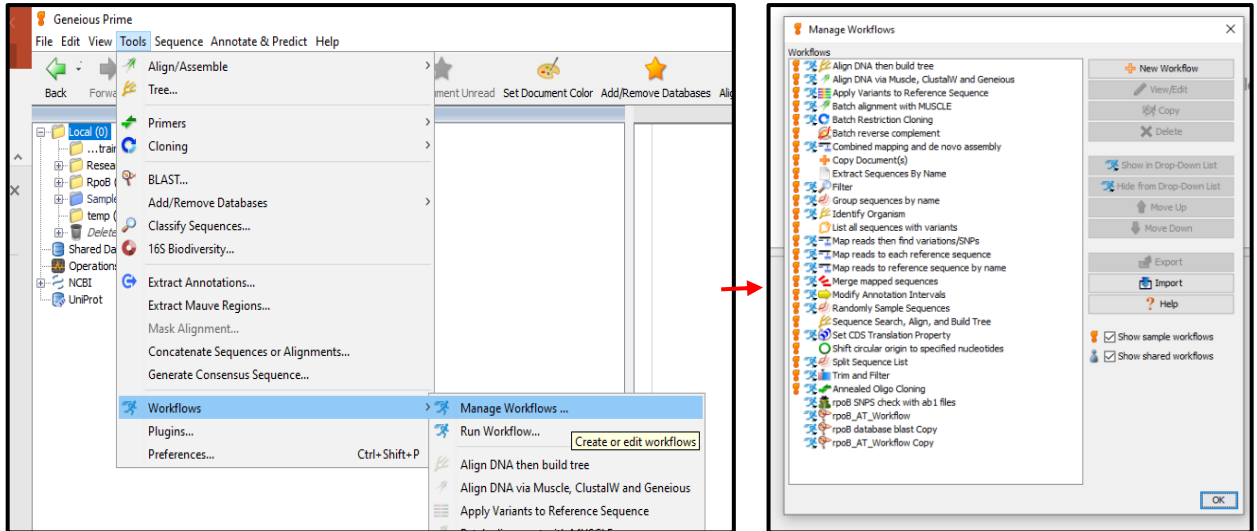 Geneious Prime
File Edit View Tools Sequence Annotate & Predict Help
Back
Set Document Color Add/Remove Databases
Unread
Align/Assemble
Tree...
Primers
Cloning
BLAST...
Add/Remove Databases
Classify Sequences...
16S Biodiversity...
Extract Annotations...
Extract Mauve Regions...
Mask Alignment...
Concatenate Sequences or Alignments...
Generate Consensus Sequence...
Workflows
Plugins...
Preferences... Ctrl+Shift+P
Local (0)
...train
Resea
RpoB (
Sample
temp (
Delete
Shared Da
Operation
NCBI
UniProt
Manage Workflows ...
Run Workflow...
Create or edit workflows
Align DNA then build tree
Align DNA via Muscle, ClustalW and Geneious
Apply Variants to Reference Sequence
Manage Workflows
Workflows
Align DNA then build tree
Align DNA via Muscle, ClustalW and Geneious
Apply Variants to Reference Sequence
Batch alignment with MUSCLE
Batch Restriction Cloning
Batch reverse complement
Combined mapping and de novo assembly
Copy Document(s)
Extract Sequences By Name
Filter
Group sequences by name
Identify Organism
List all sequences with variants
Map reads then find variations/SNPs
Map reads to each reference sequence
Map reads to reference sequence by name
Merge mapped sequences
Modify Annotation Intervals
Randomly Sample Sequences
Sequence Search, Align, and Build Tree
Set CDS Translation Property
Shift circular origin to specified nucleotides
Split Sequence List
Trim and Filter
Annealed Oligo Cloning
rpoB SNPS check with ab1 files
rpoB_AT_Workflow
rpoB database blast Copy
rpoB_AT_Workflow Copy
New Workflow
View/Edit
Copy
Delete
Show in Drop-Down List
Hide from Drop-Down List
Move Up
Move Down
Export
Import
Help
Show sample workflows
Show shared workflows
OK